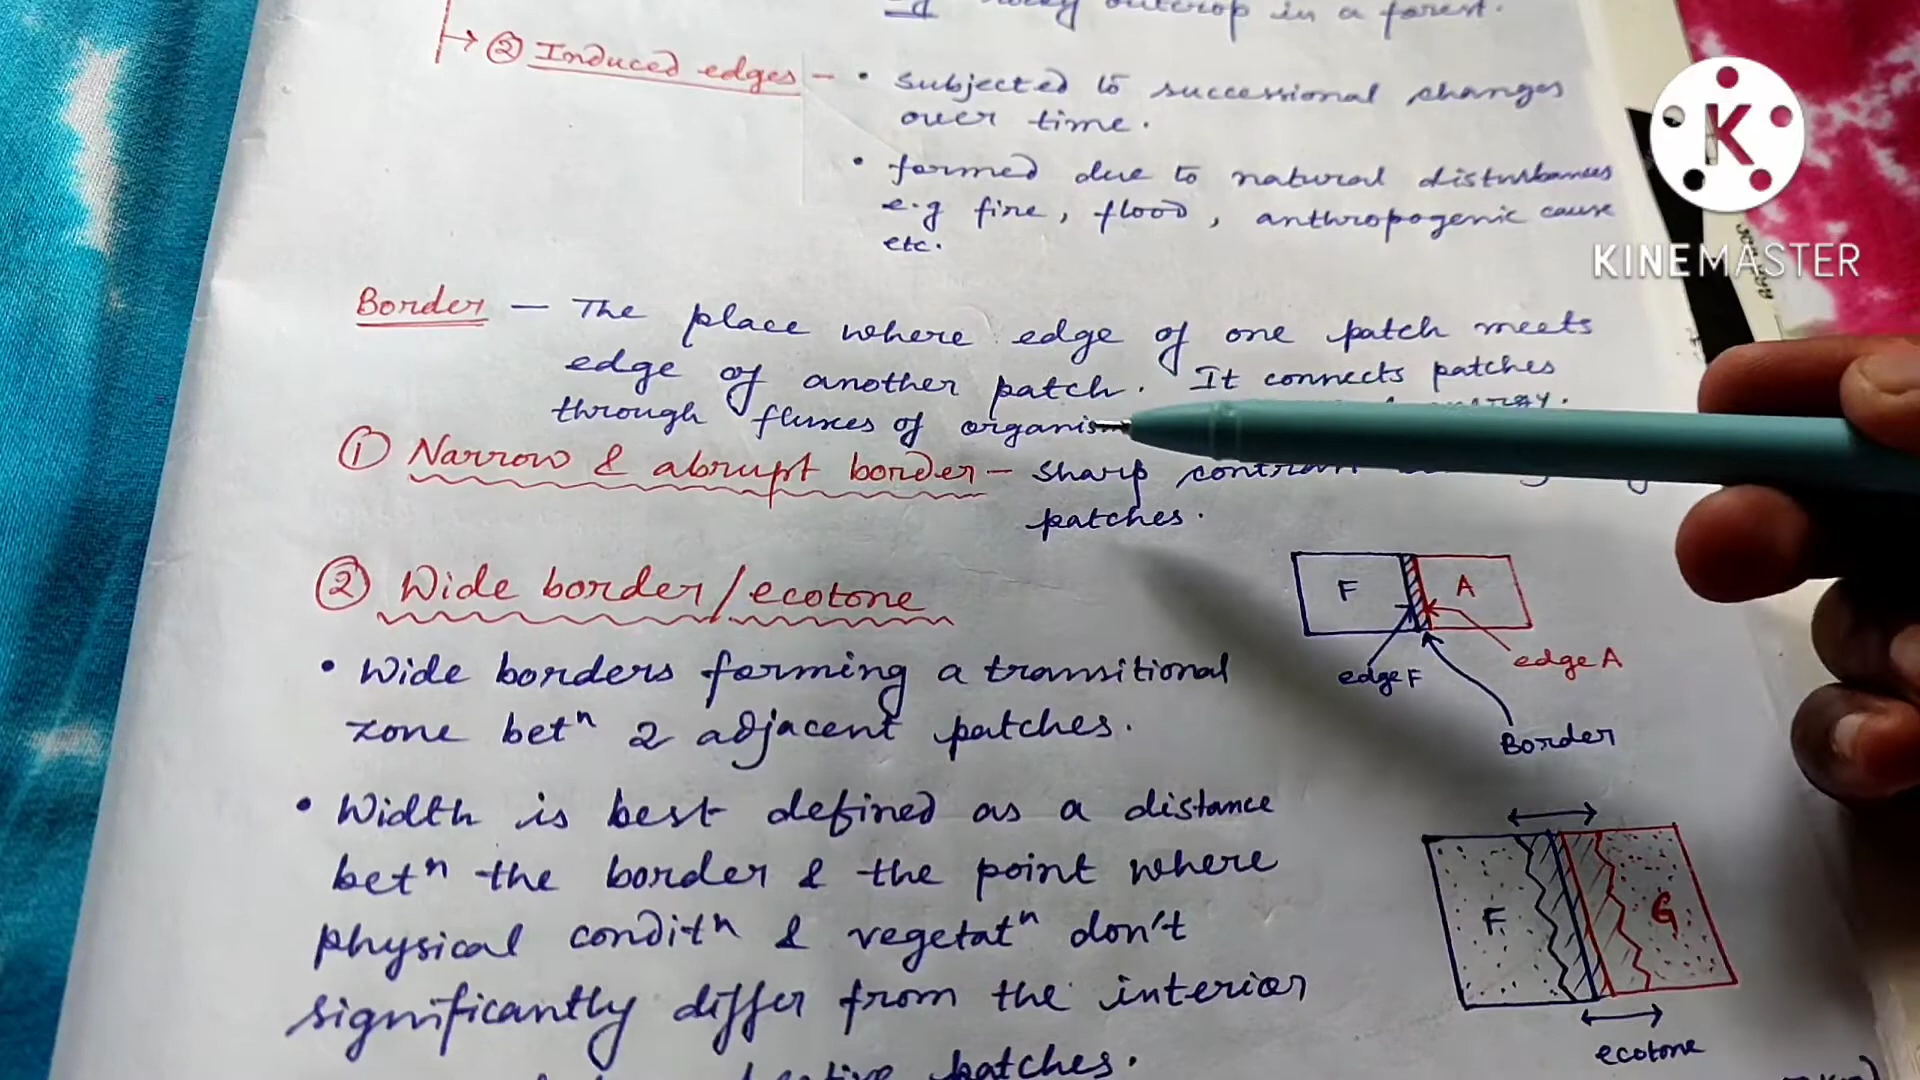 outcrop in a forest.
→ ② Induced edges - • subjected to successional changes
over time.
• formed due to natural disturbances
e.g fire, flood, anthropogenic cause
etc.
Border - The place where edge of one patch meets
edge of another patch. It connects patches
through fluxes of
① Narrow & abrupt border - sharp
patches.
② Wide border/ecotone
• Wide borders forming a transitional
zone betⁿ 2 adjacent patches.
• Width is best defined as a distance
betⁿ the border & the point where
physical conditⁿ & vegetatⁿ don't
significantly differ from the interior
patches.
F A
edge F
edge A
Border
F G
ecotone
K
KINEMASTER